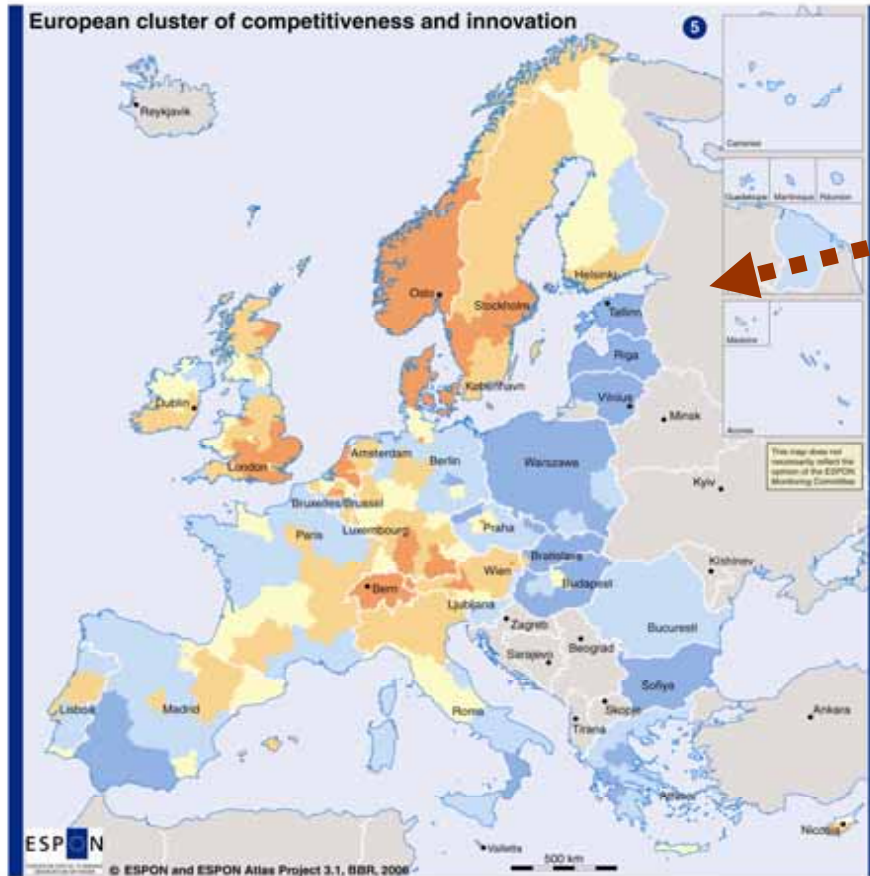 European cluster of competitiveness and innovation
5
Reykjavik
Canarias
Guadeloupe
Martinique
Réunion
Helsinki
Oslo
Stockholm
Tallinn
Madeira
Riga
København
Dublin
Vilnius
Minsk
Acores
London
Amsterdam
Berlin
Warszawa
This map does not
necessarily reflect the
opinion of the ESPON
Monitoring Committee
Kyiv
Bruxelles/Brussel
Luxembourg
Praha
Paris
Bratislava
Kishinev
Wien
Budapest
Bern
Ljubljana
Zagreb
Bucuresti
Sarajevo
Beograd
Sofiya
Lisboa
Madrid
Roma
Skopje
Ankara
Tirana
Athinai
Nicosia
Valletta
ESPON
500 km
© ESPON and ESPON Atlas Project 3.1, BBR, 2006